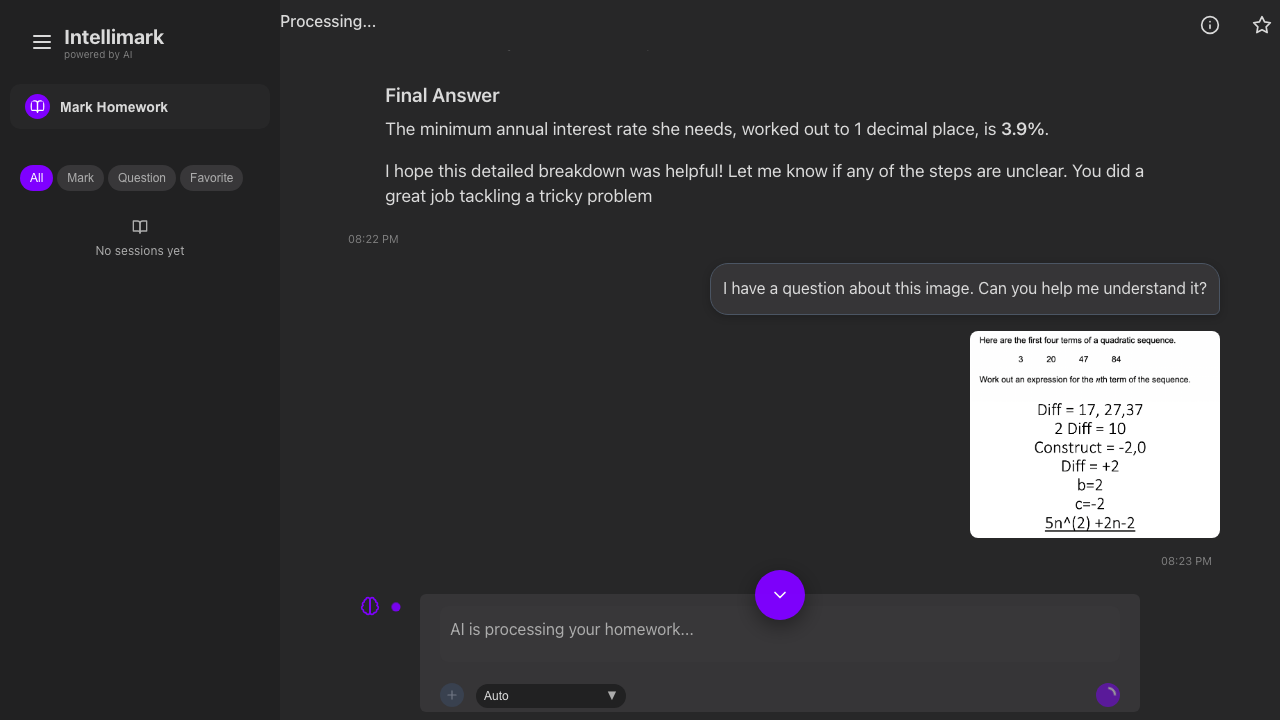 Intellimark
powered by AI
Mark Homework
All
Mark
Question
Favorite
No sessions yet
Processing...
Final Answer
The minimum annual interest rate she needs, worked out to 1 decimal place, is 3.9%.
I hope this detailed breakdown was helpful! Let me know if any of the steps are unclear. You did a
great job tackling a tricky problem
08:22 PM
I have a question about this image. Can you help me understand it?
Here are the first four terms of a quadratic sequence.
3 20 47 84
Work out an expression for the nth term of the sequence.
Diff = 17, 27,37
2 Diff = 10
Construct = -2,0
Diff = +2
b=2
c=-2
5n^(2) +2n-2
08:23 PM
AI is processing your homework...
Auto